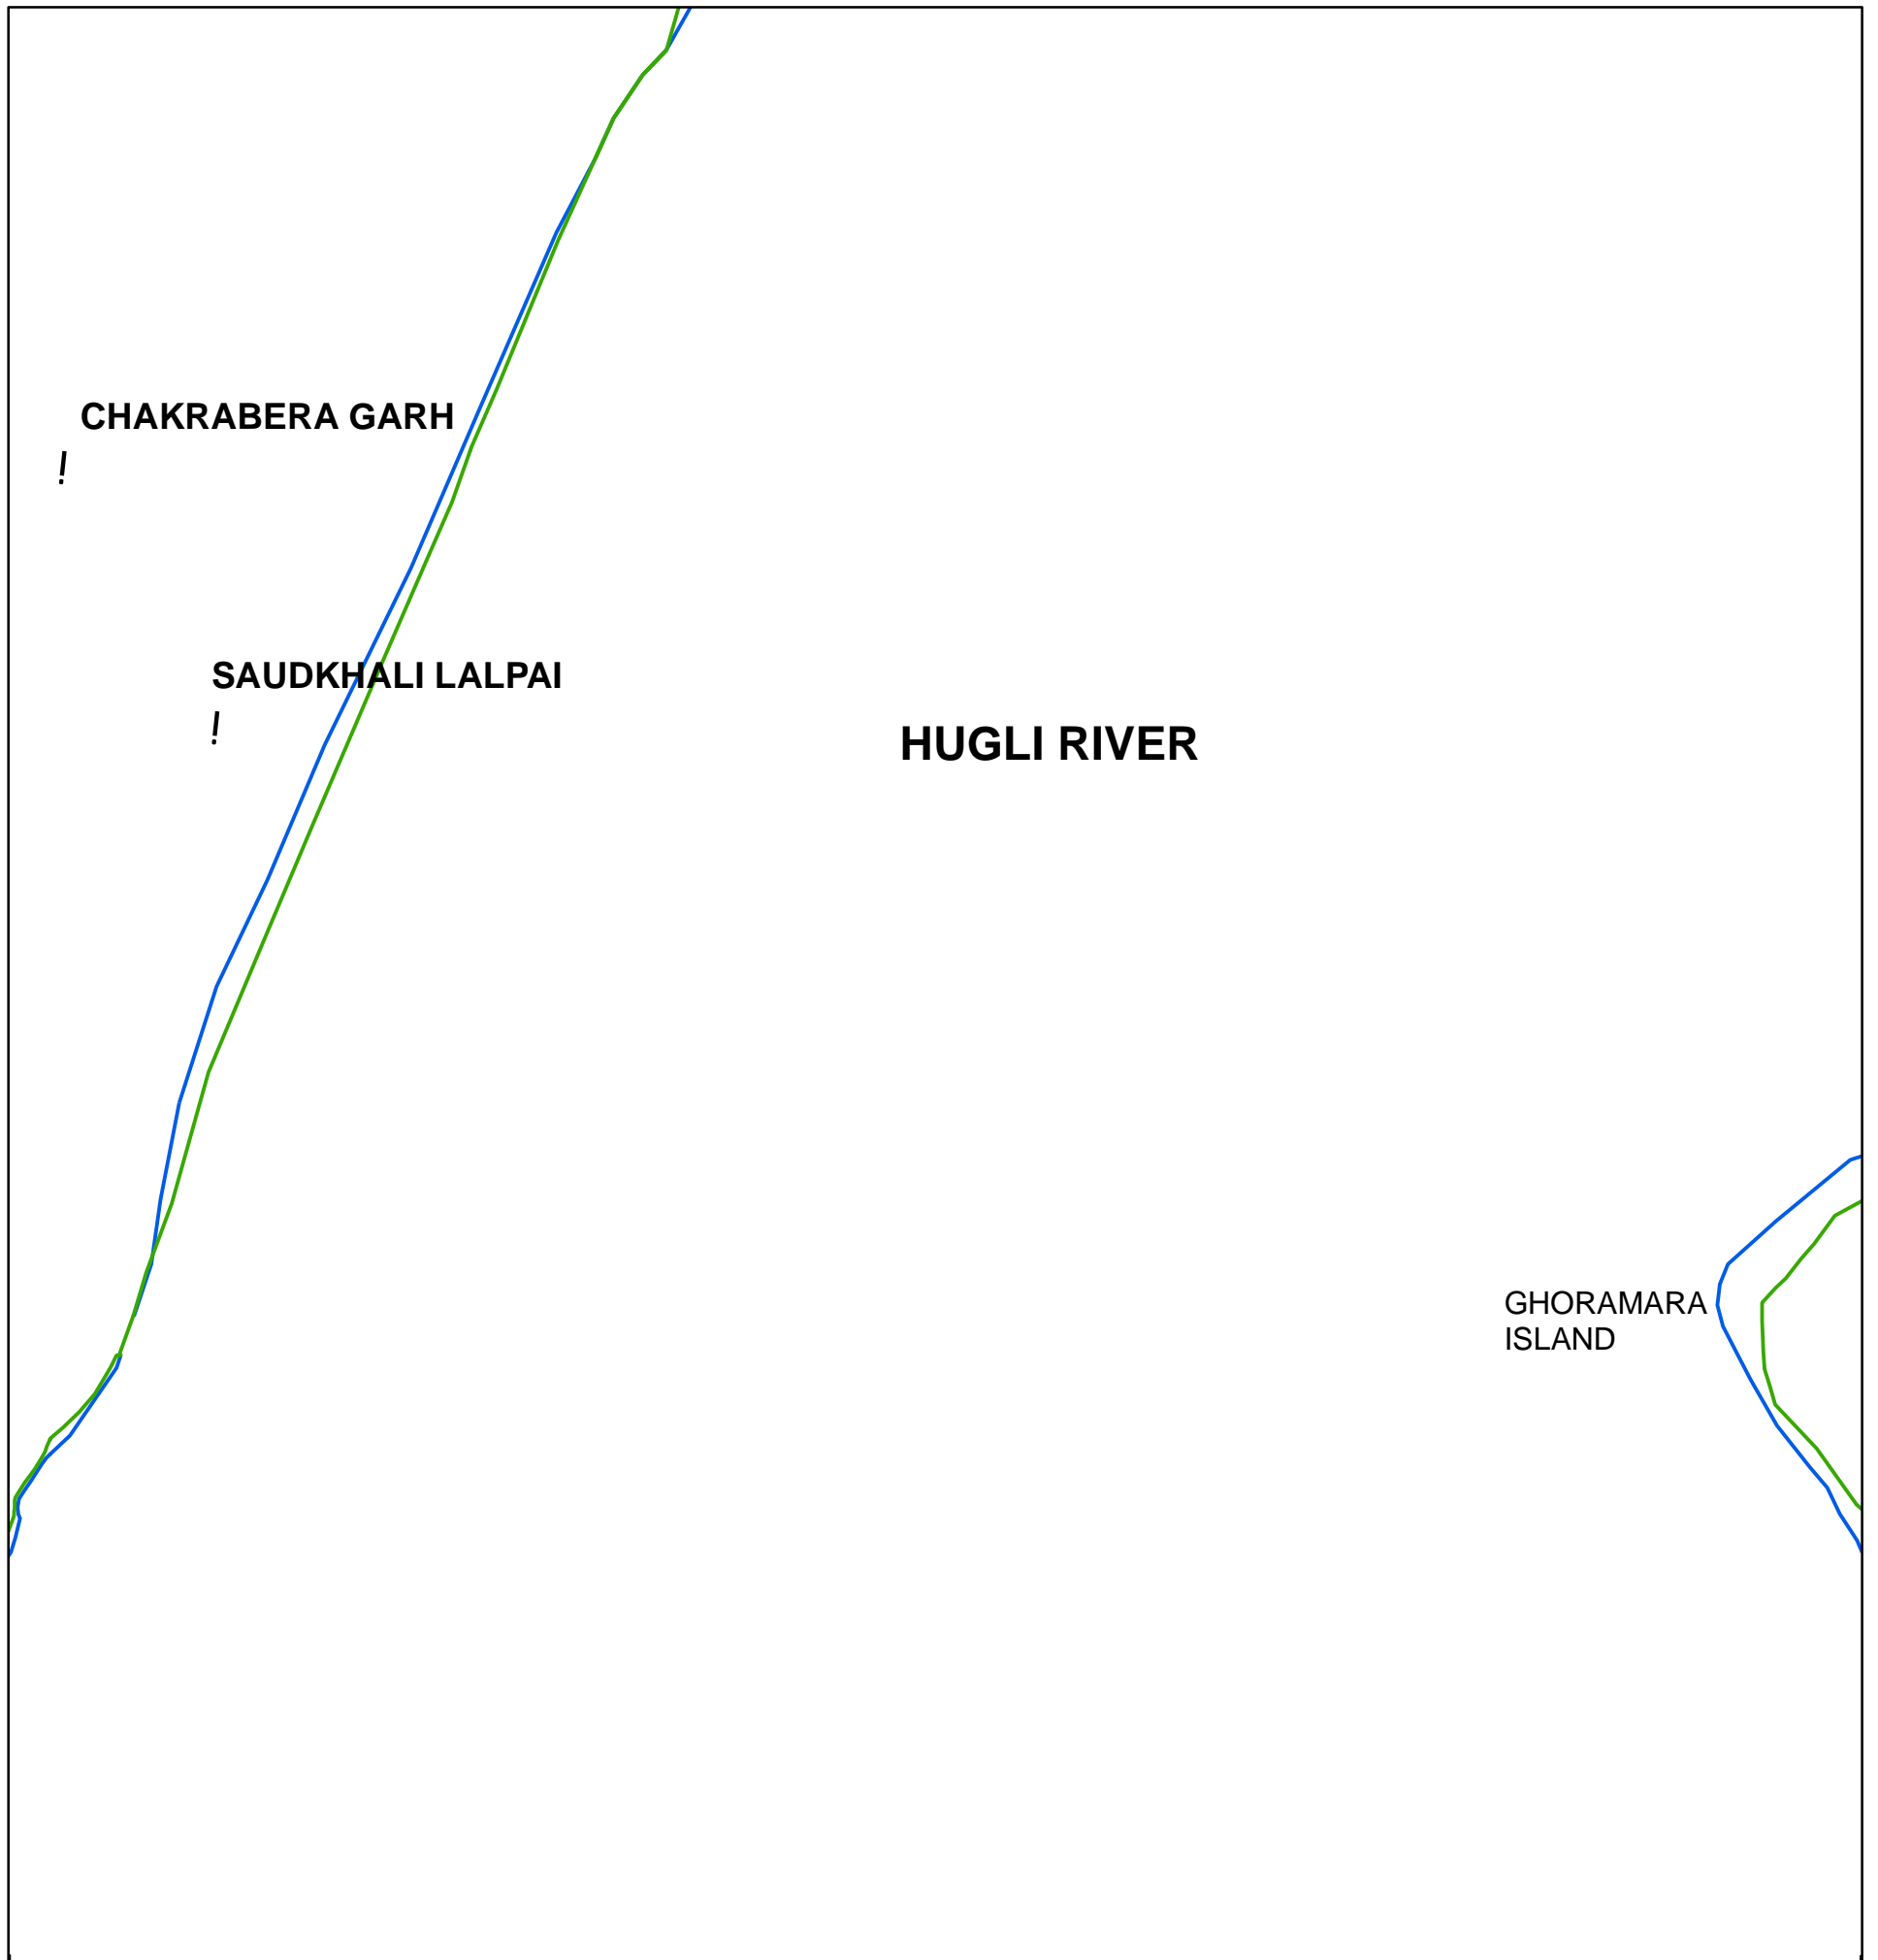 CHAKRABERA GARH
!
SAUDKHALI LALPAI
!
HUGLI RIVER
GHORAMARA
ISLAND